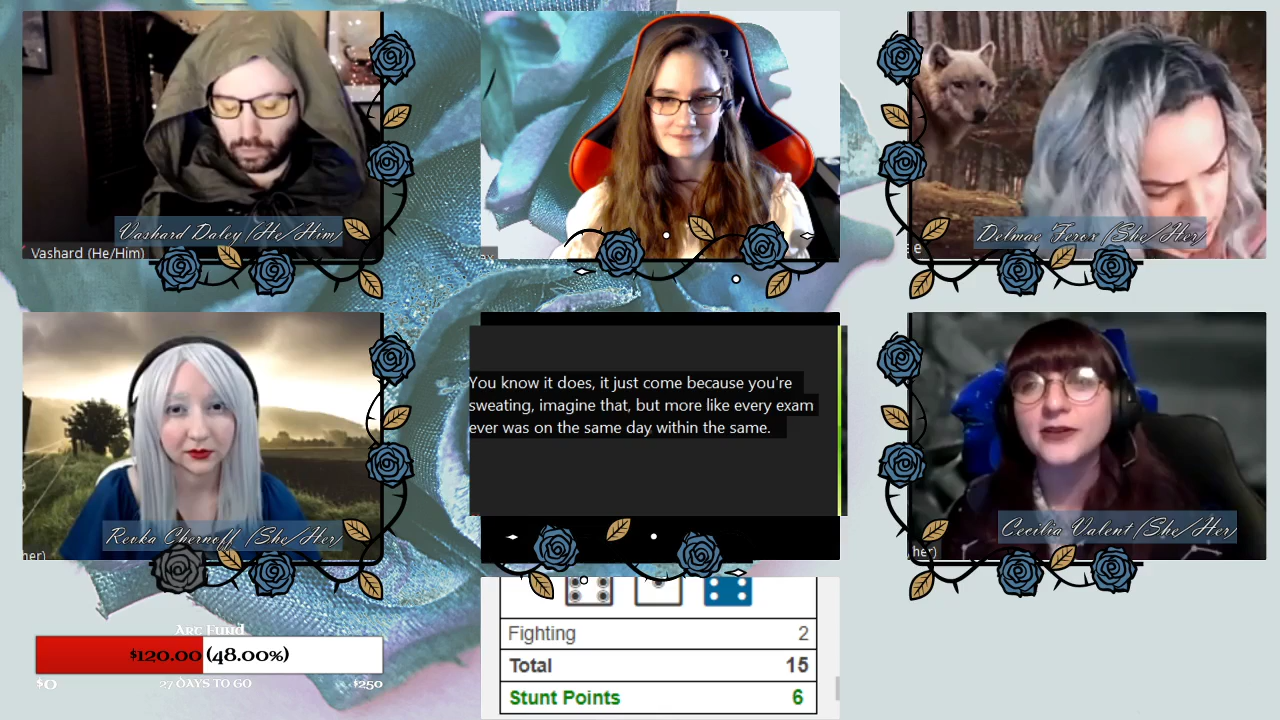 Vashard Daley (He/Him)
Vashard (He/Him)
Delmae Ferox (She/Her)
Revka Chernoff (She/Her)
her)
You know it does, it just come because you're
sweating, imagine that, but more like every exam
ever was on the same day within the same.
Cecilia Valent (She/Her)
her)
Art Fund
$120.00 (48.00%)
$0 27 DAYS TO GO $250
Fighting 2
Total 15
Stunt Points 6